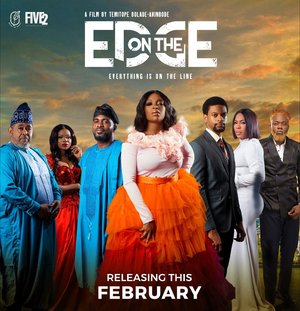 FIVE2
A FILM BY TEMITOPE BOLADE-AKINBODE
ON THE
EDGE
EVERYTHING IS ON THE LINE
RELEASING THIS
FEBRUARY